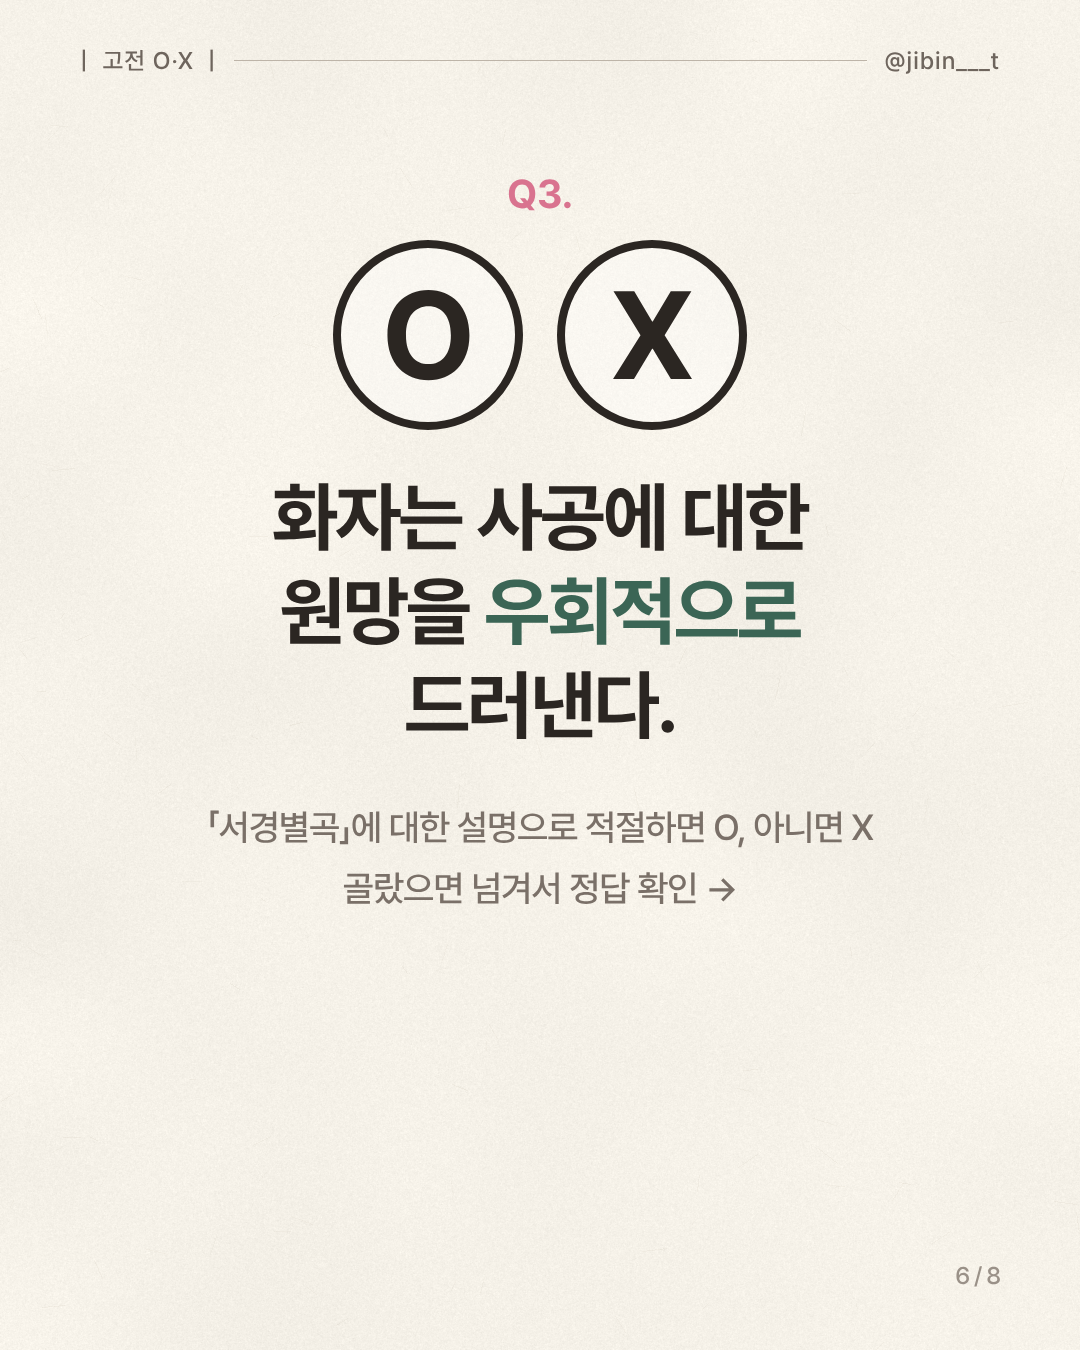 | 고전 O·X |
@jibin___t
Q3.
O X
화자는 사공에 대한
원망을 우회적으로
드러낸다.
「서경별곡」에 대한 설명으로 적절하면 O, 아니면 X
골랐으면 넘겨서 정답 확인 →
6/8